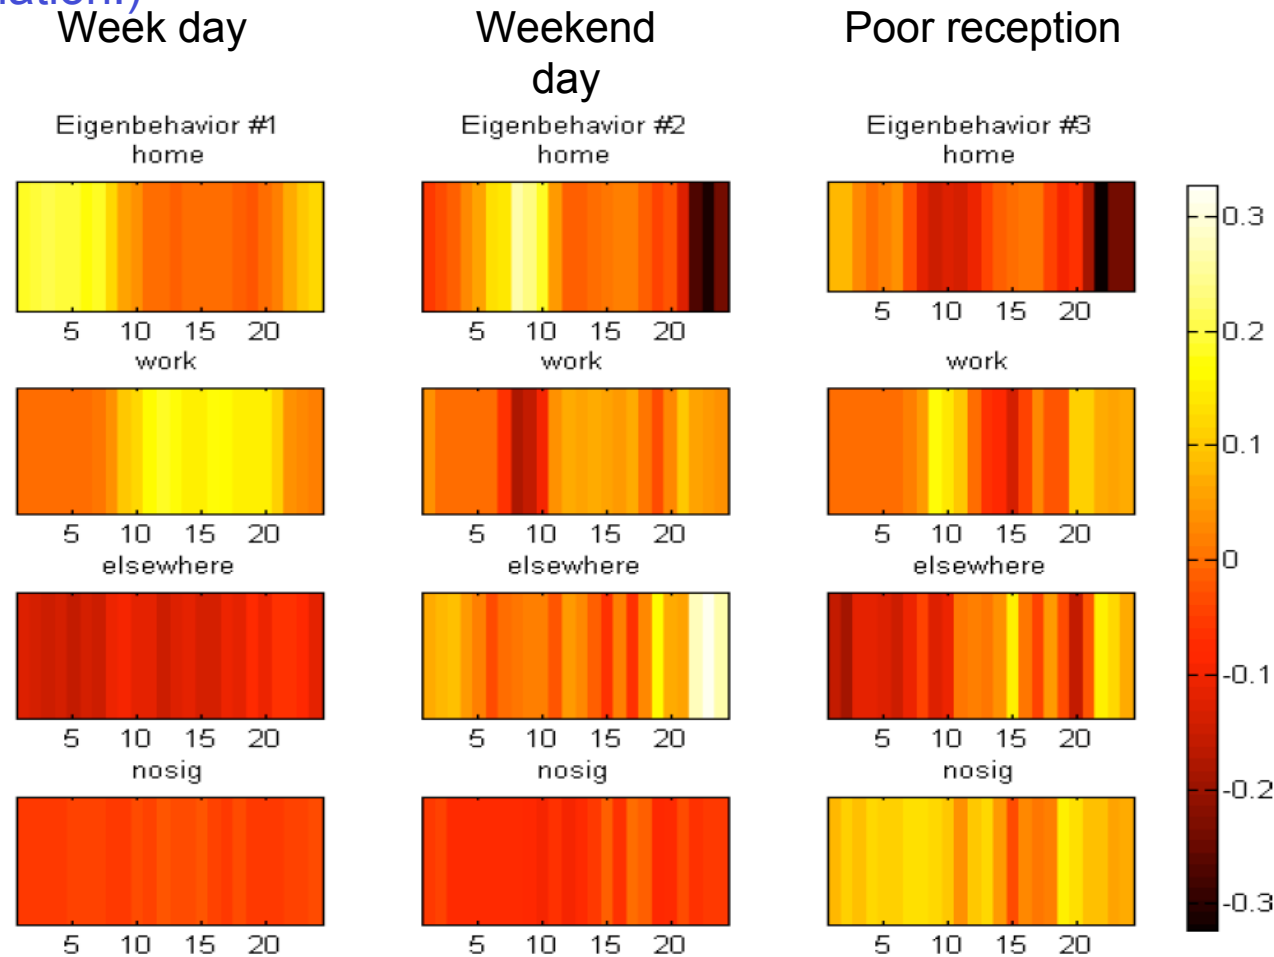 Week day
Weekend
day
Poor reception
Eigenbehavior #1
home
Eigenbehavior #2
home
Eigenbehavior #3
home
5 10 15 20
5 10 15 20
5 10 15 20
work
work
work
5 10 15 20
5 10 15 20
5 10 15 20
elsewhere
elsewhere
elsewhere
5 10 15 20
5 10 15 20
5 10 15 20
nosig
nosig
nosig
5 10 15 20
5 10 15 20
5 10 15 20
0.3
0.2
0.1
0
-0.1
-0.2
-0.3